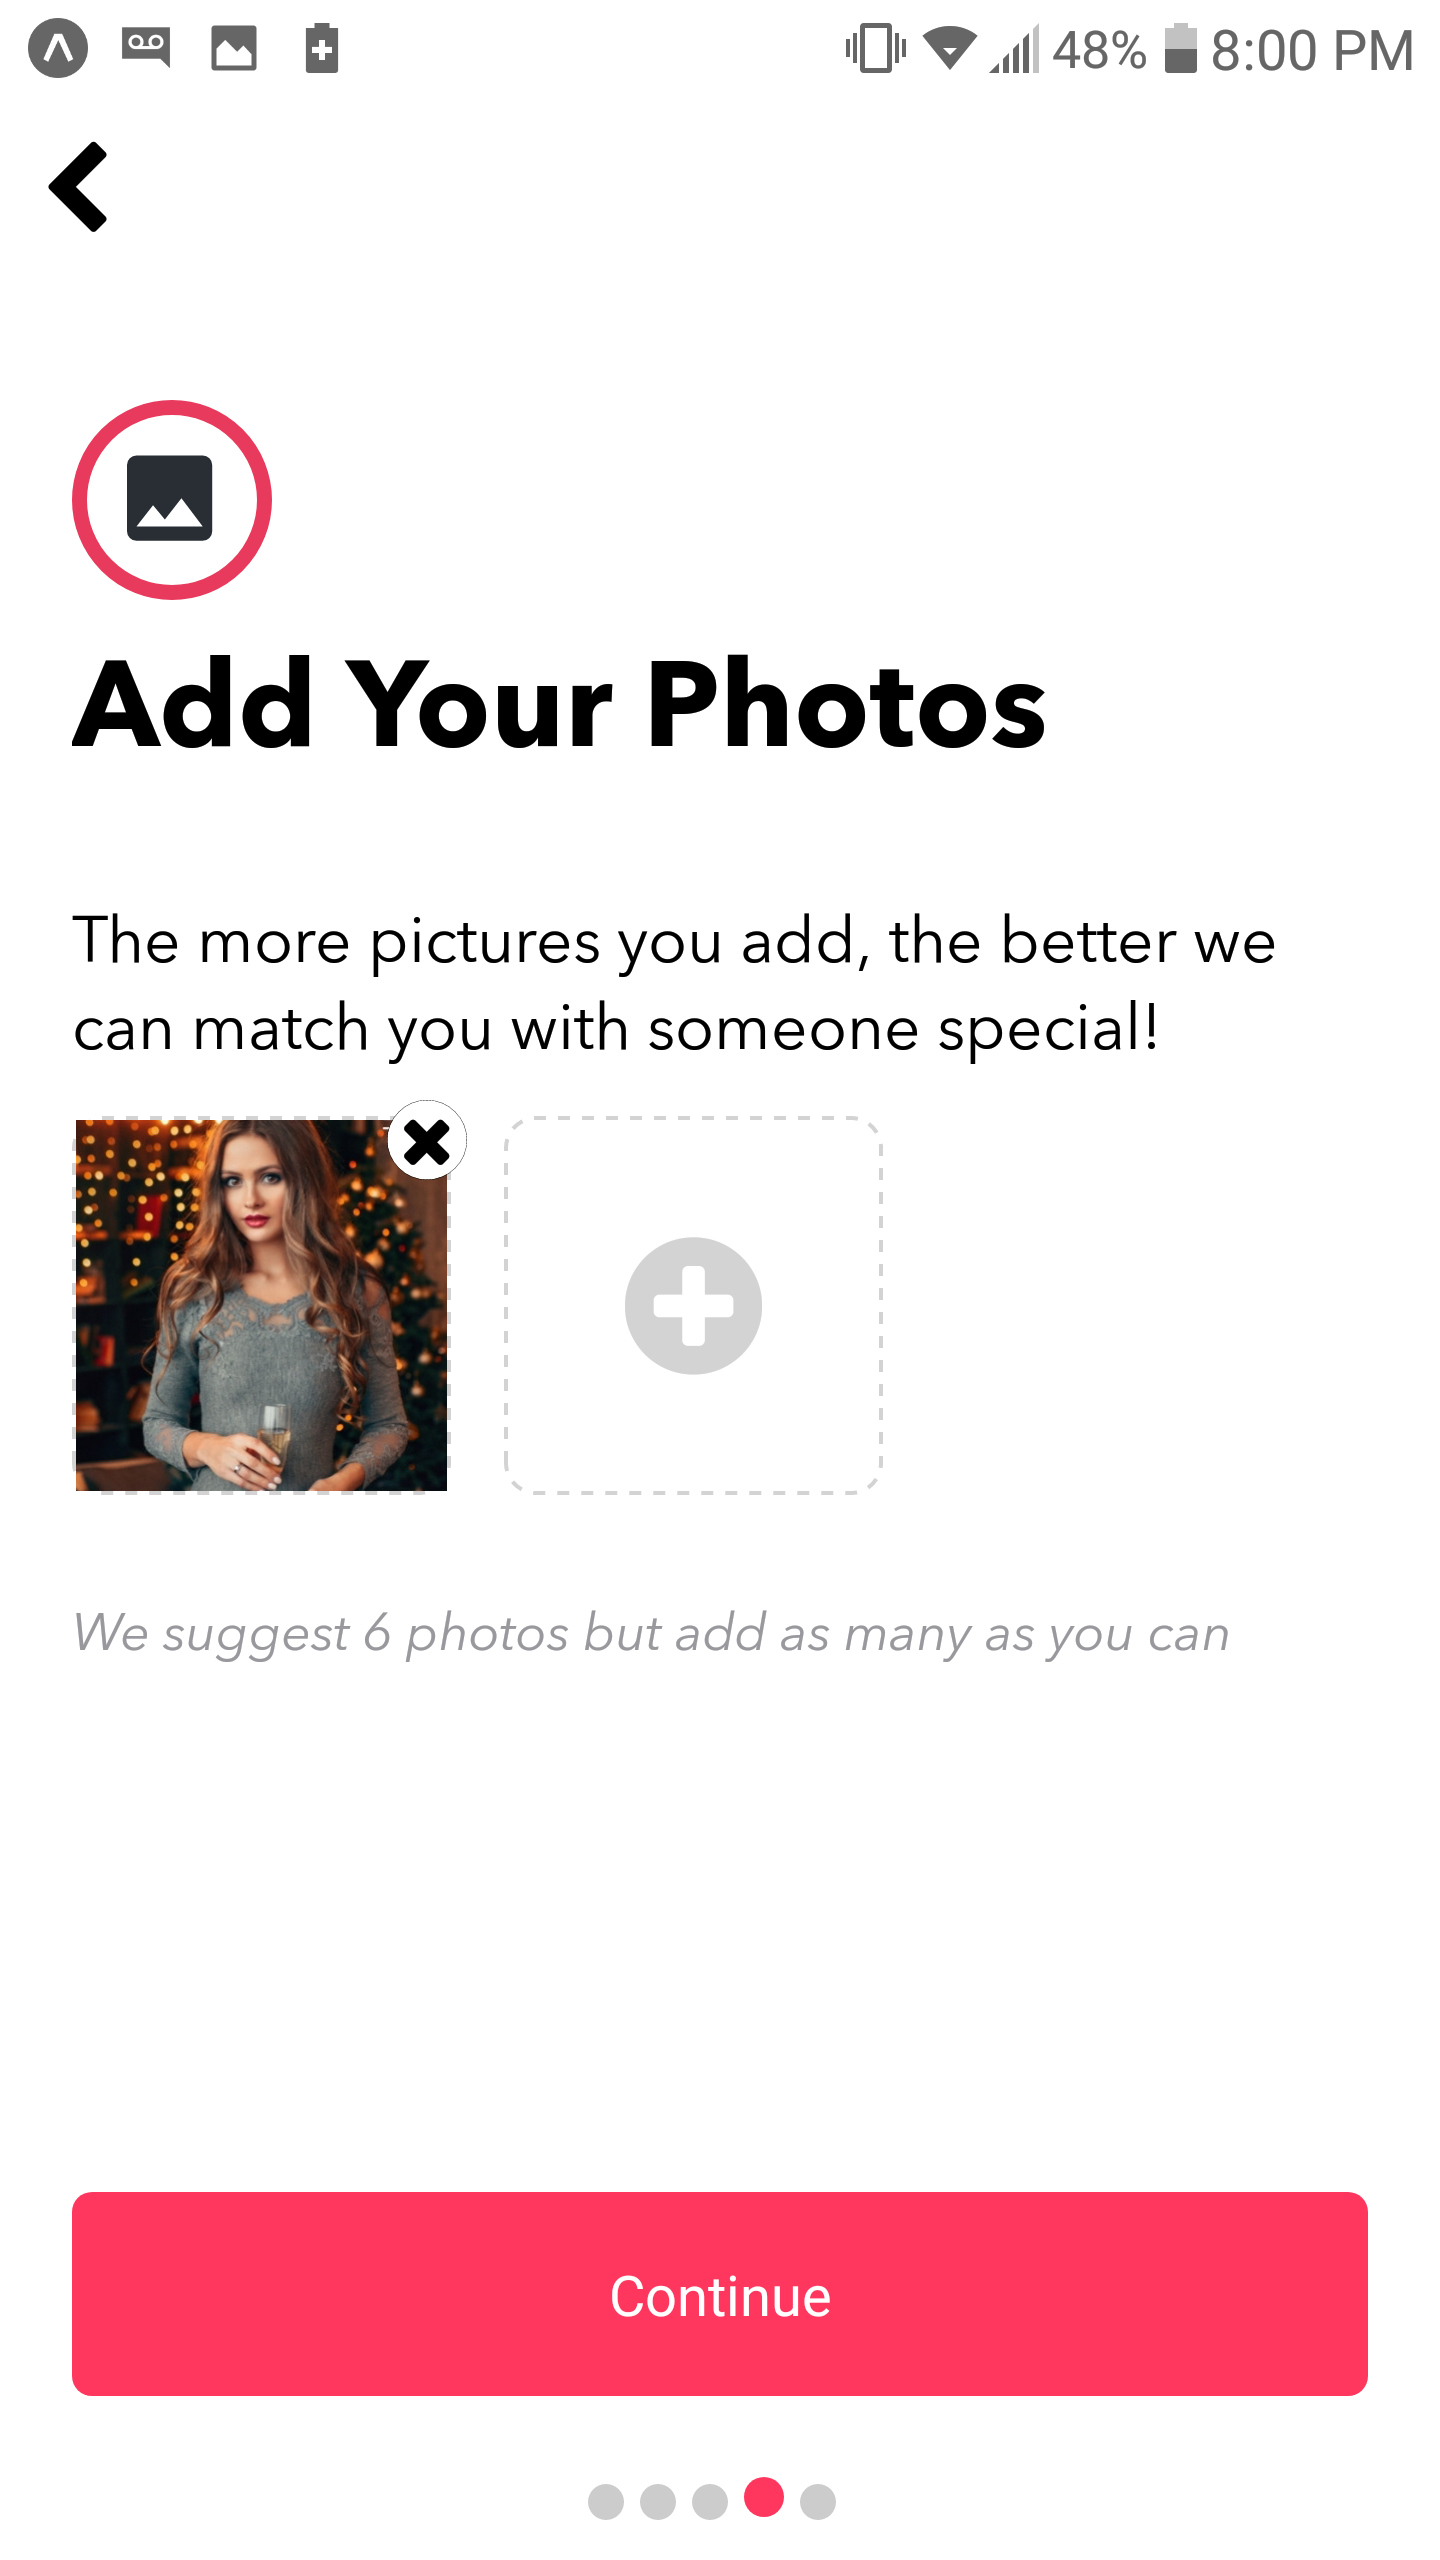 48% 8:00 PM
Add Your Photos
The more pictures you add, the better we
can match you with someone special!
We suggest 6 photos but add as many as you can
Continue